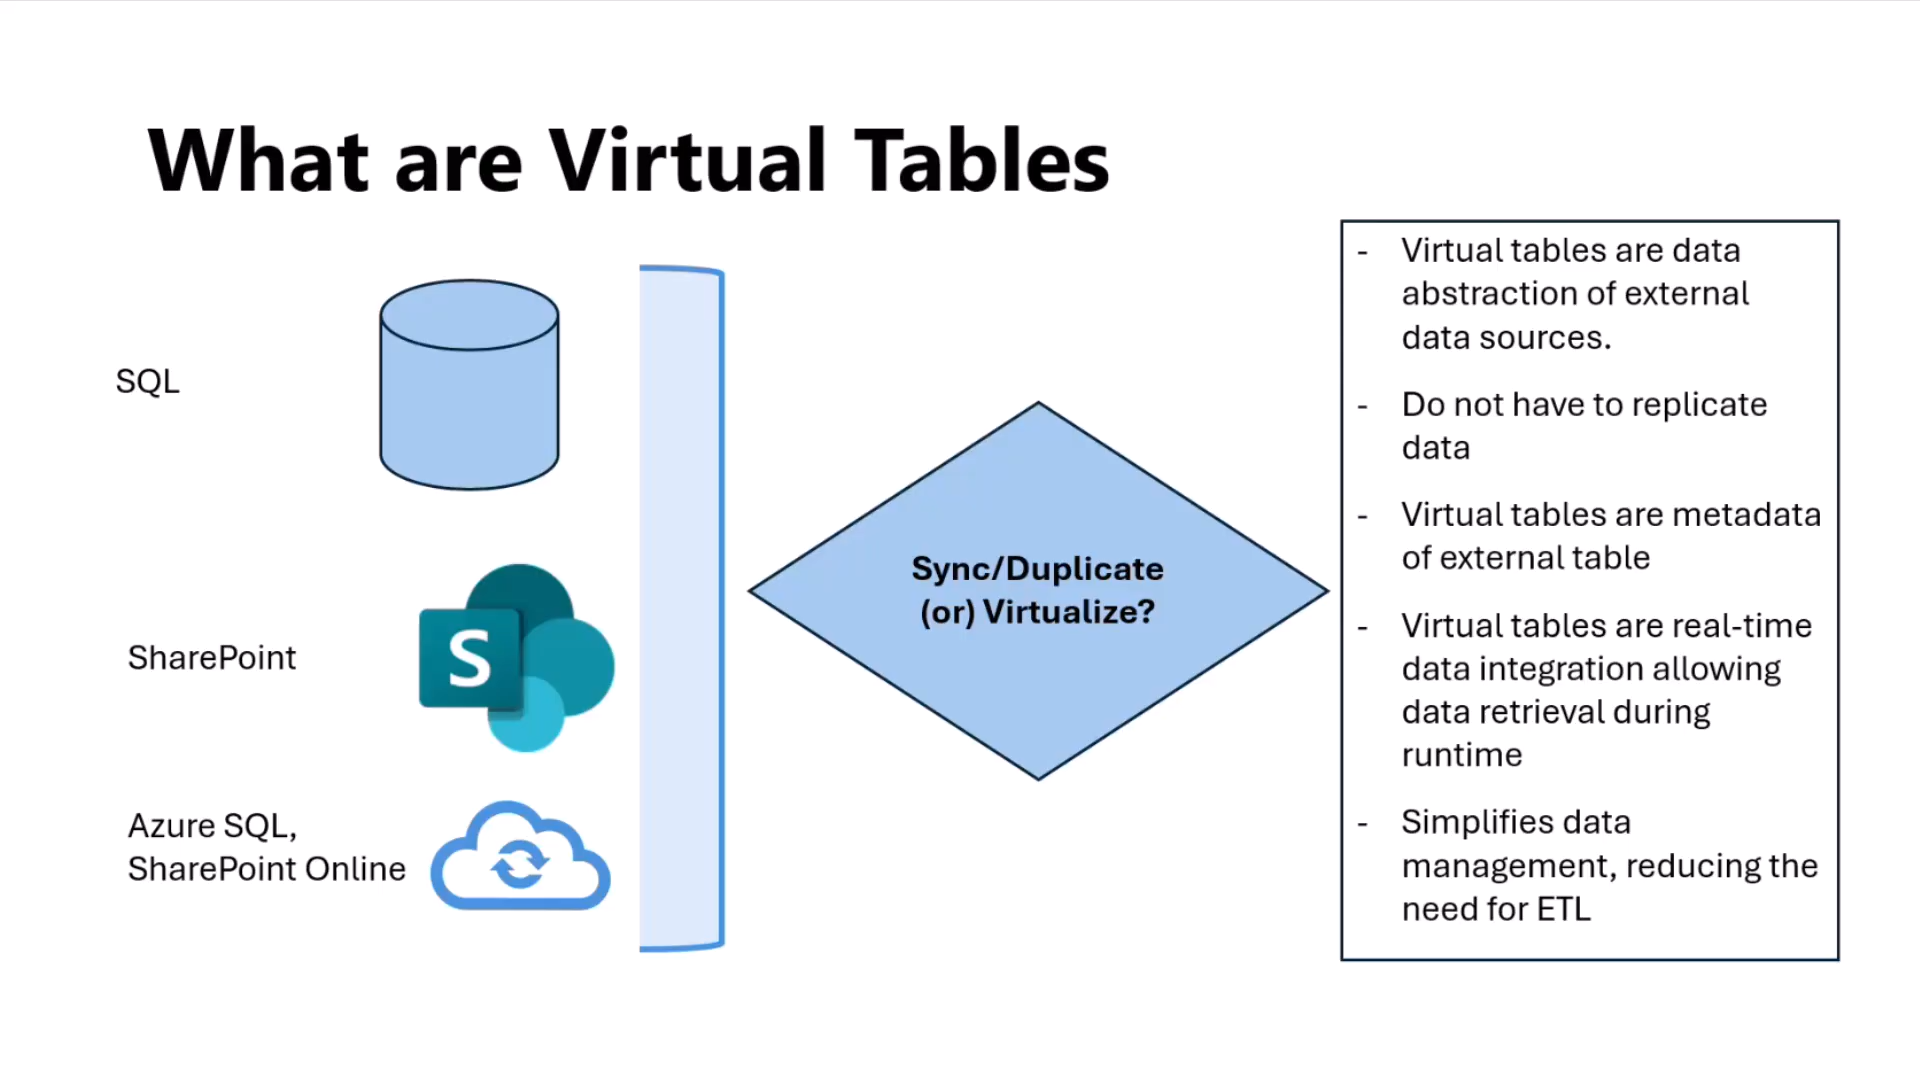 What are Virtual Tables
SQL
SharePoint
S
Azure SQL,
SharePoint Online
Sync/Duplicate
(or) Virtualize?
- Virtual tables are data
abstraction of external
data sources.
- Do not have to replicate
data
- Virtual tables are metadata
of external table
- Virtual tables are real-time
data integration allowing
data retrieval during
runtime
- Simplifies data
management, reducing the
need for ETL